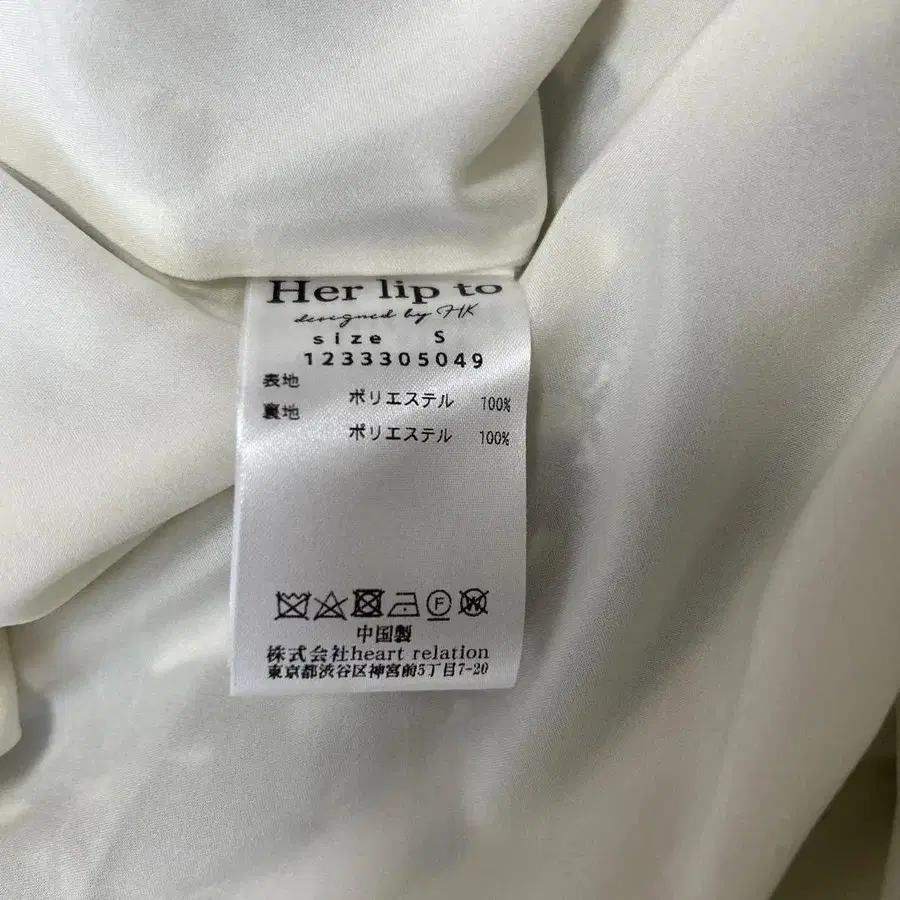 Her lip to
designed by HK
size S
1233305049
表地
ポリエステル 100%
裏地
ポリエステル 100%
F
W
中国製
株式会社heart relation
東京都渋谷区神宮前5丁目7-20